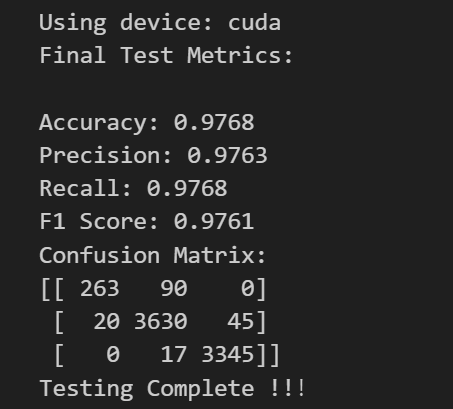 Using device: cuda
Final Test Metrics:
Accuracy: 0.9768
Precision: 0.9763
Recall: 0.9768
F1 Score: 0.9761
Confusion Matrix:
[[ 263   90    0]
 [  20 3630   45]
 [   0   17 3345]]
Testing Complete !!!